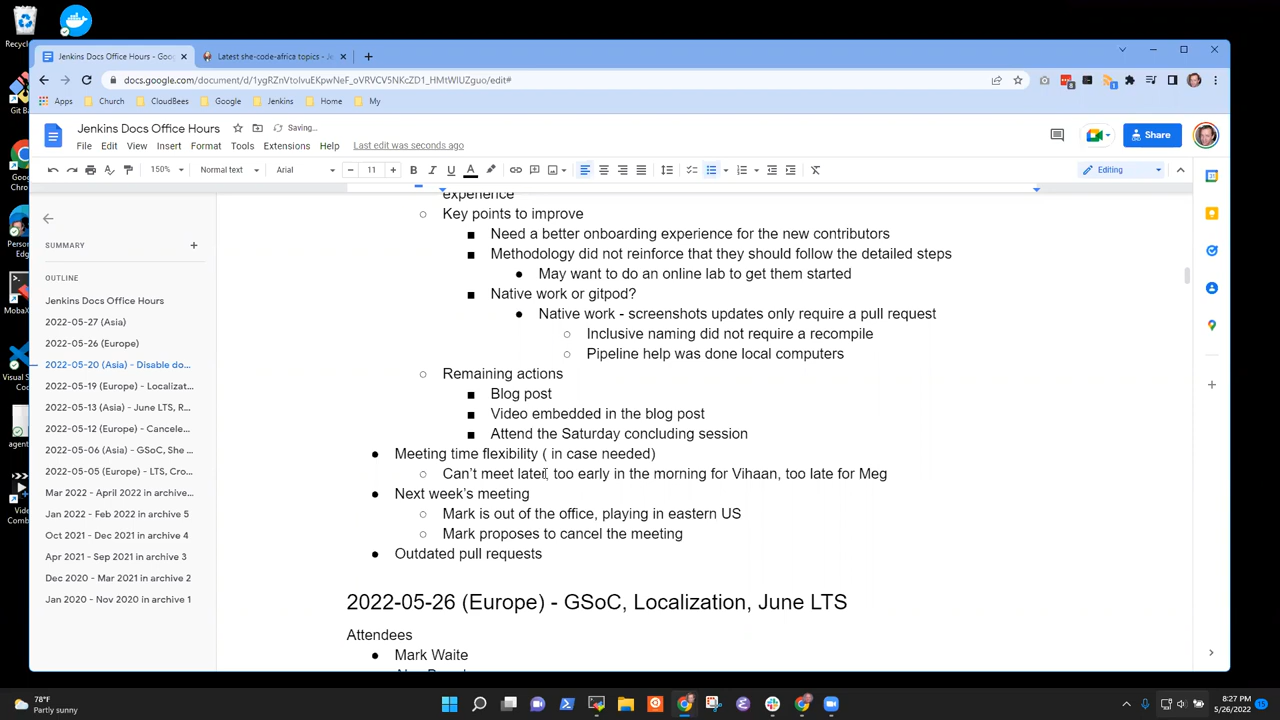 Jenkins Docs Office Hours - Goog
Latest she-code-africa topics - Je
docs.google.com/document/d/1ygRZnVtoIvuEKpwNeF_oVRVCV5NKcZD1_HMtWIUZguo/edit#
Apps
Church
CloudBees
Google
Jenkins
Home
My
Jenkins Docs Office Hours
Saving...
File Edit View Insert Format Tools Extensions Help
Last edit was seconds ago
Share
150%
Normal text
Arial
11
Editing
SUMMARY
OUTLINE
Jenkins Docs Office Hours
2022-05-27 (Asia)
2022-05-26 (Europe)
2022-05-20 (Asia) - Disable do...
2022-05-19 (Europe) - Localizat...
2022-05-13 (Asia) - June LTS, R...
2022-05-12 (Europe) - Cancele...
2022-05-06 (Asia) - GSoC, She ...
2022-05-05 (Europe) - LTS, Cro...
Mar 2022 - April 2022 in archive...
Jan 2022 - Feb 2022 in archive 5
Oct 2021 - Dec 2021 in archive 4
Apr 2021 - Sep 2021 in archive 3
Dec 2020 - Mar 2021 in archive 2
Jan 2020 - Nov 2020 in archive 1
experience
Key points to improve
Need a better onboarding experience for the new contributors
Methodology did not reinforce that they should follow the detailed steps
May want to do an online lab to get them started
Native work or gitpod?
Native work - screenshots updates only require a pull request
Inclusive naming did not require a recompile
Pipeline help was done local computers
Remaining actions
Blog post
Video embedded in the blog post
Attend the Saturday concluding session
Meeting time flexibility ( in case needed)
Can't meet later, too early in the morning for Vihaan, too late for Meg
Next week's meeting
Mark is out of the office, playing in eastern US
Mark proposes to cancel the meeting
Outdated pull requests
2022-05-26 (Europe) - GSoC, Localization, June LTS
Attendees
Mark Waite
78°F
Partly sunny
8:27 PM
5/26/2022